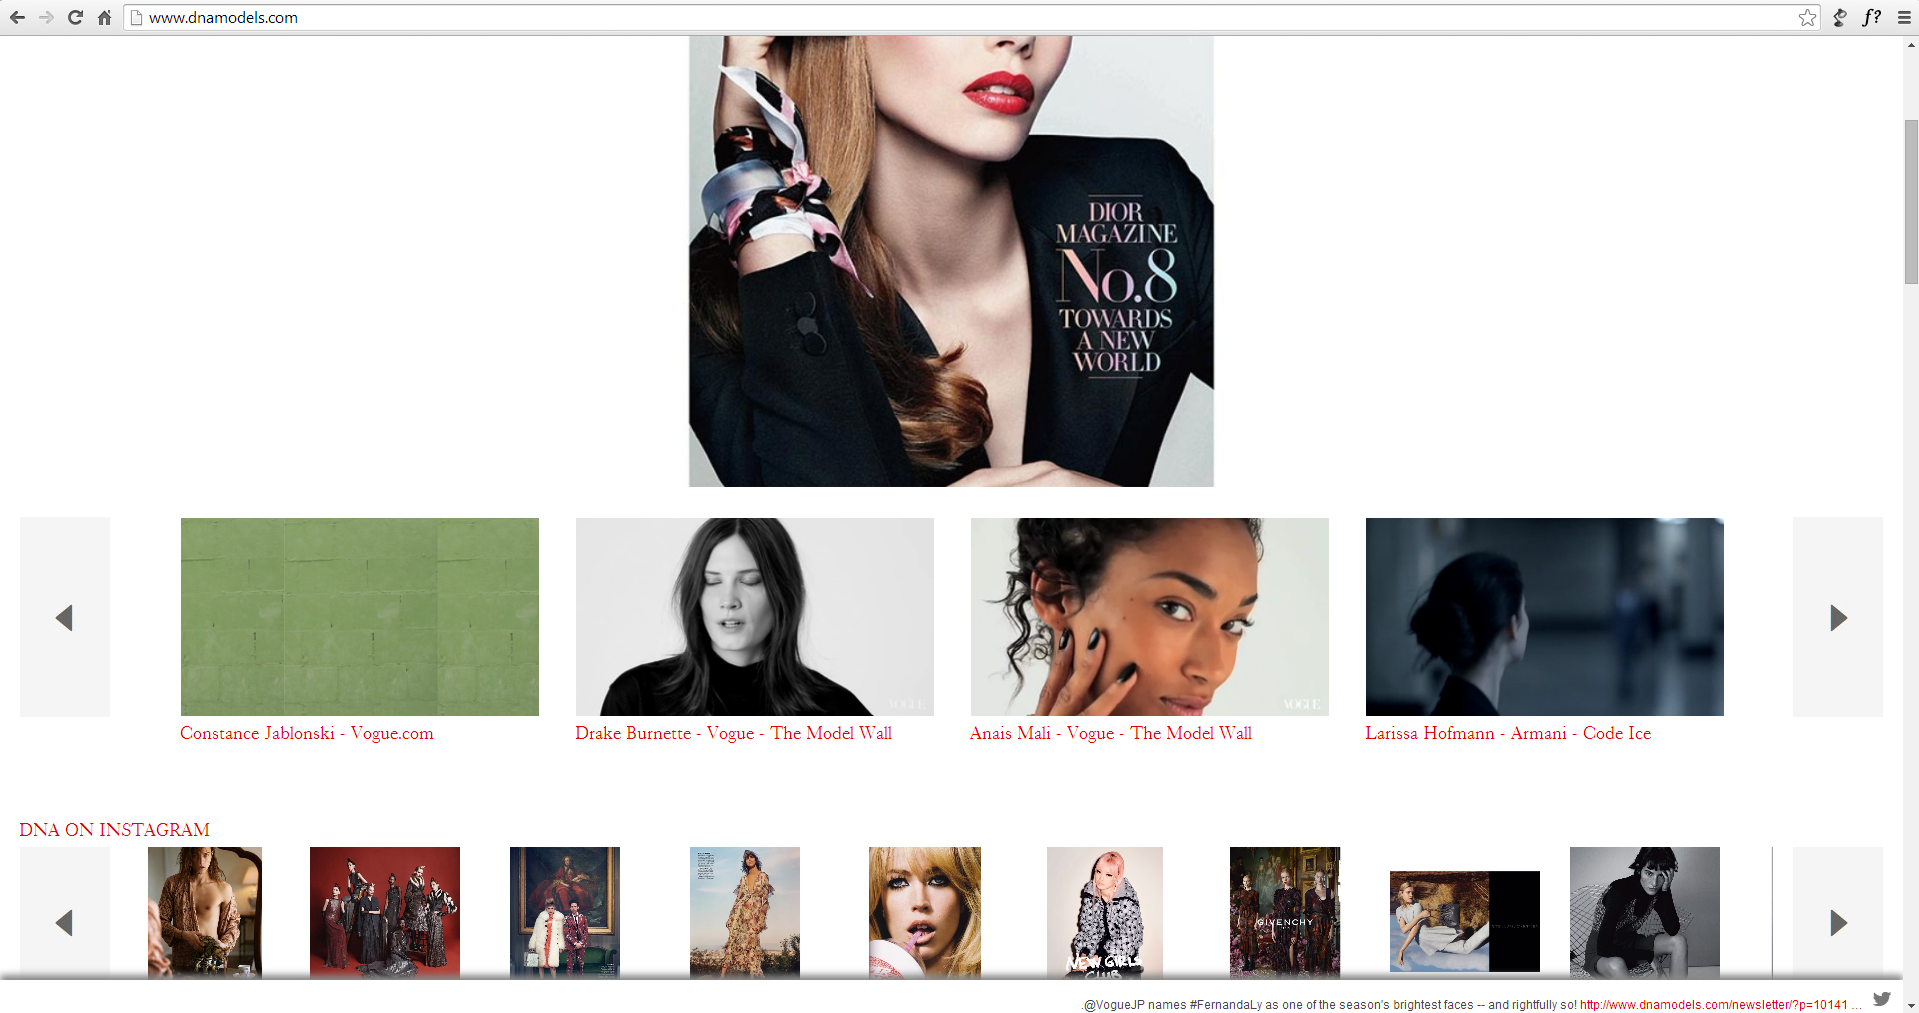 www.dnamodels.com
f?
DIOR
MAGAZINE
No.8
TOWARDS
A NEW
WORLD
VOGUE
VOGUE
Constance Jablonski - Vogue.com
Drake Burnette - Vogue - The Model Wall
Anais Mali - Vogue - The Model Wall
Larissa Hofmann - Armani - Code Ice
DNA ON INSTAGRAM
GIVENCHY
NEW GIRLS
CLUB
.@VogueJP names #FernandaLy as one of the season's brightest faces -- and rightfully so! http://www.dnamodels.com/newsletter/?p=10141 ...